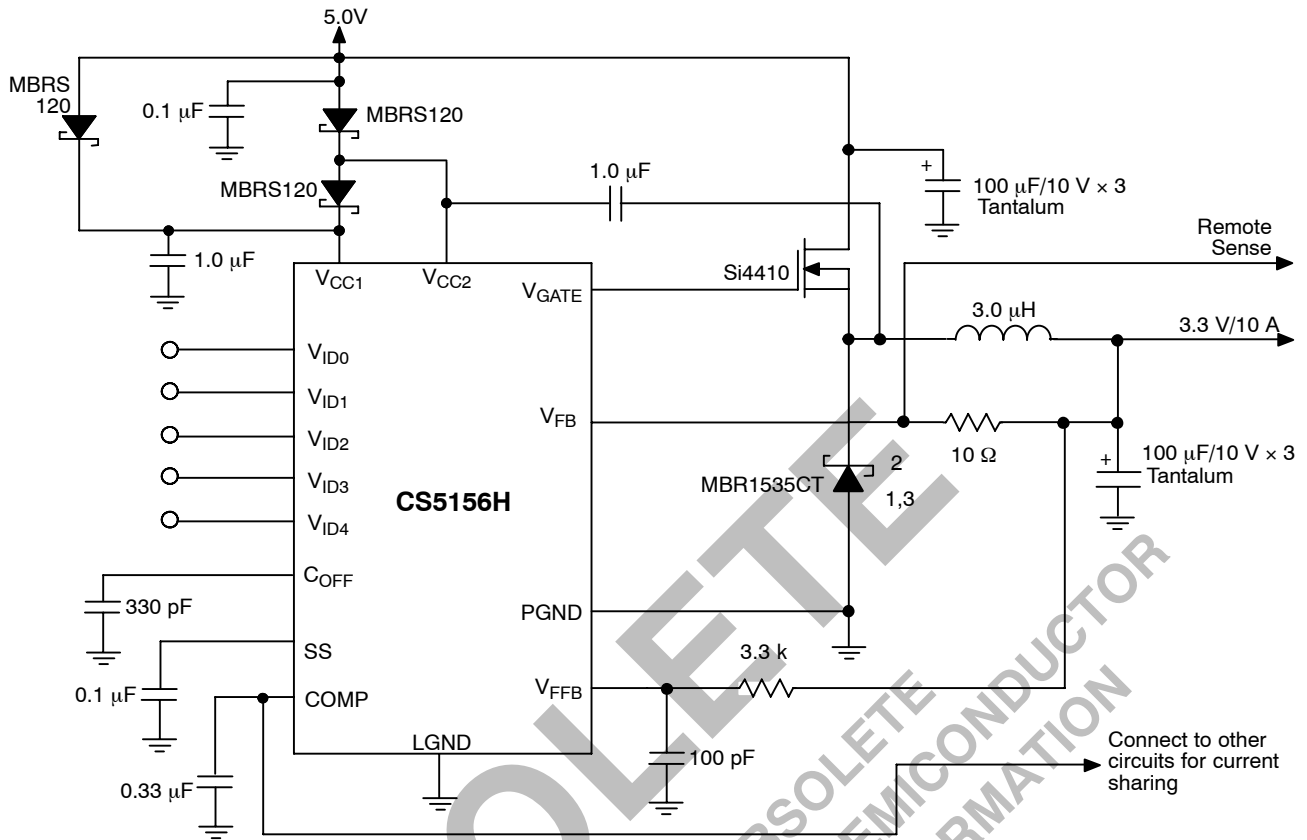 5.0V
MBRS
120
0.1 μF
MBRS120
MBRS120
1.0 μF
1.0 μF
+
100 μF/10 V × 3
Tantalum
Remote
Sense
Si4410
VCC1
VCC2
VGATE
3.0 μH
3.3 V/10 A
VID0
VID1
VID2
VID3
VID4
VFB
10 Ω
+
100 μF/10 V × 3
Tantalum
MBR1535CT
2
1,3
CS5156H
COFF
330 pF
PGND
SS
0.1 μF
3.3 k
COMP
VFFB
LGND
100 pF
0.33 μF
Connect to other
circuits for current
sharing
OLETE